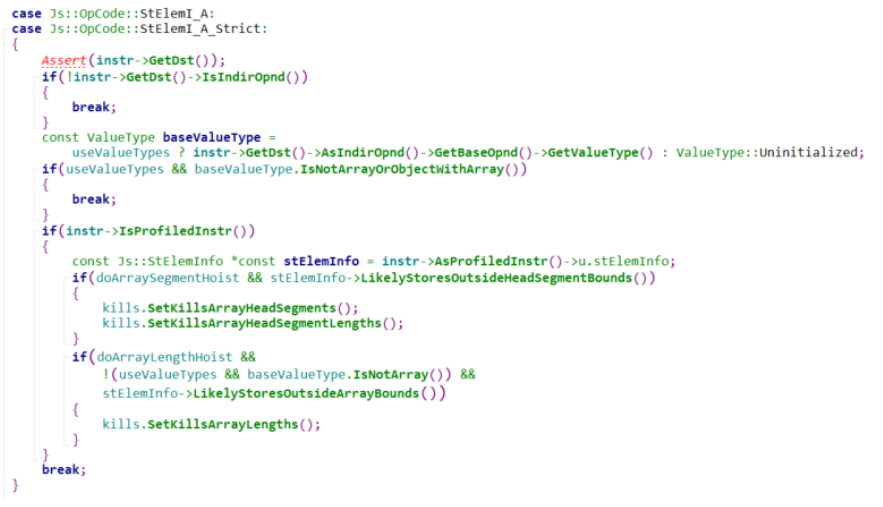 case Js::OpCode::StElemI_A:
case Js::OpCode::StElemI_A_Strict:
{
    Assert(instr->GetDst());
    if(!instr->GetDst()->IsIndirOpnd())
    {
        break;
    }
    const ValueType baseValueType =
        useValueTypes ? instr->GetDst()->AsIndirOpnd()->GetBaseOpnd()->GetValueType() : ValueType::Uninitialized;
    if(useValueTypes && baseValueType.IsNotArrayOrObjectWithArray())
    {
        break;
    }
    if(instr->IsProfiledInstr())
    {
        const Js::StElemInfo *const stElemInfo = instr->AsProfiledInstr()->u.stElemInfo;
        if(doArraySegmentHoist && stElemInfo->LikelyStoresOutsideHeadSegmentBounds())
        {
            kills.SetKillsArrayHeadSegments();
            kills.SetKillsArrayHeadSegmentLengths();
        }
        if(doArrayLengthHoist &&
            !(useValueTypes && baseValueType.IsNotArray()) &&
            stElemInfo->LikelyStoresOutsideArrayBounds())
        {
            kills.SetKillsArrayLengths();
        }
    }
    break;
}